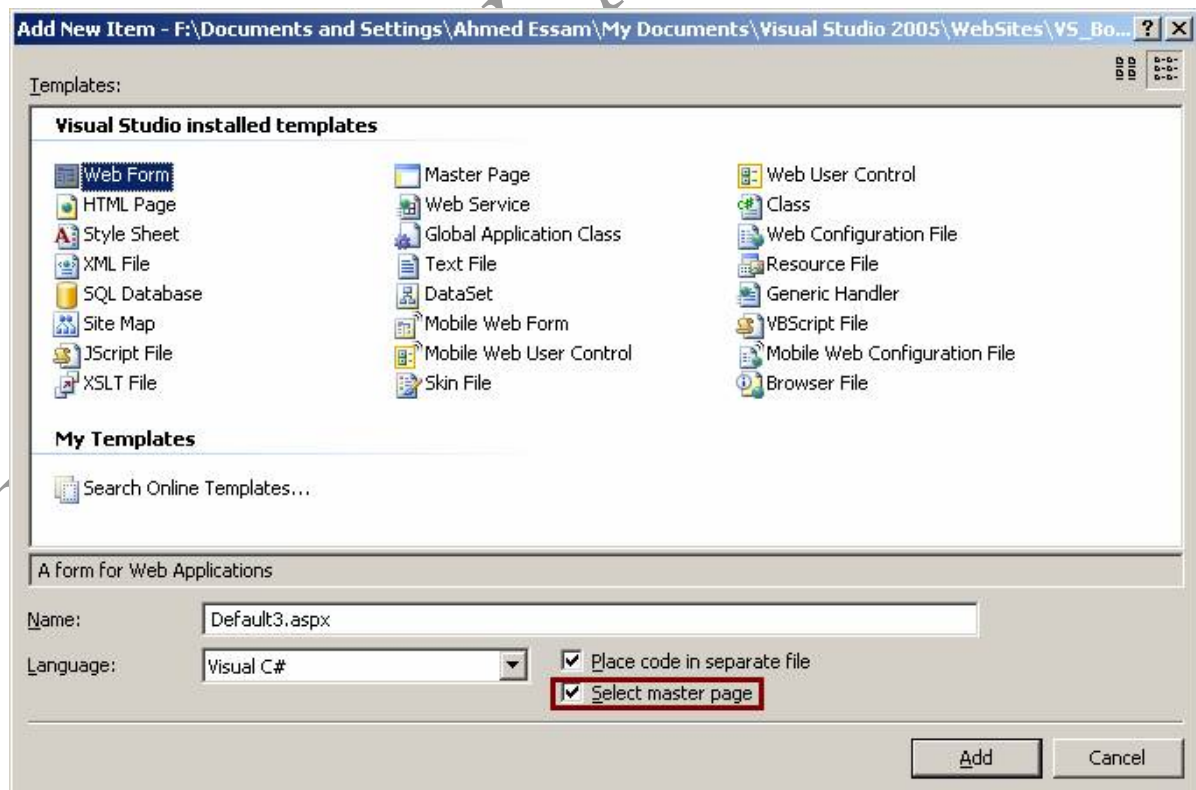 Add New Item - F:\Documents and Settings\Ahmed Essam\My Documents\Visual Studio 2005\WebSites\VS_Bo...
Templates:
Visual Studio installed templates
Web Form
Master Page
Web User Control
HTML Page
Web Service
Class
Style Sheet
Global Application Class
Web Configuration File
XML File
Text File
Resource File
SQL Database
DataSet
Generic Handler
Site Map
Mobile Web Form
VBScript File
JScript File
Mobile Web User Control
Mobile Web Configuration File
XSLT File
Skin File
Browser File
My Templates
Search Online Templates...
A form for Web Applications
Name:
Default3.aspx
Language:
Visual C#
Place code in separate file
Select master page
Add
Cancel